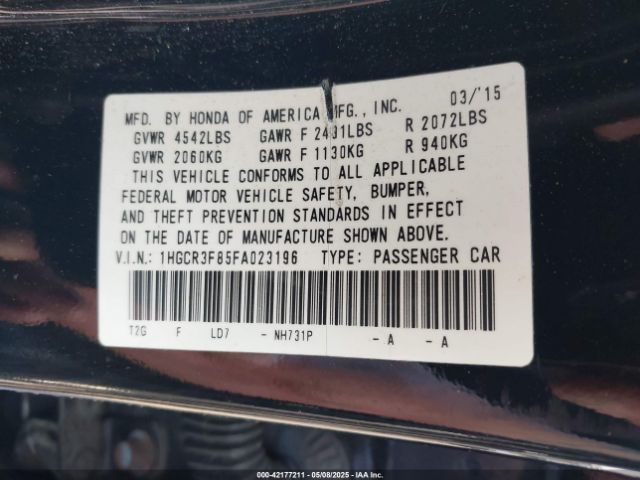 MFD. BY HONDA OF AMERICA MFG., INC. 03/'15
GVWR 4542LBS GAWR F 2491LBS R 2072LBS
GVWR 2060KG GAWR F 1130KG R 940KG
THIS VEHICLE CONFORMS TO ALL APPLICABLE
FEDERAL MOTOR VEHICLE SAFETY, BUMPER,
AND THEFT PREVENTION STANDARDS IN EFFECT
ON THE DATE OF MANUFACTURE SHOWN ABOVE.
V.I.N.: 1HGCR3F85FA023196 TYPE: PASSENGER CAR
T2G F LD7 - NH731P - A - A
000-42177211 - 05/08/2025 - IAA Inc.